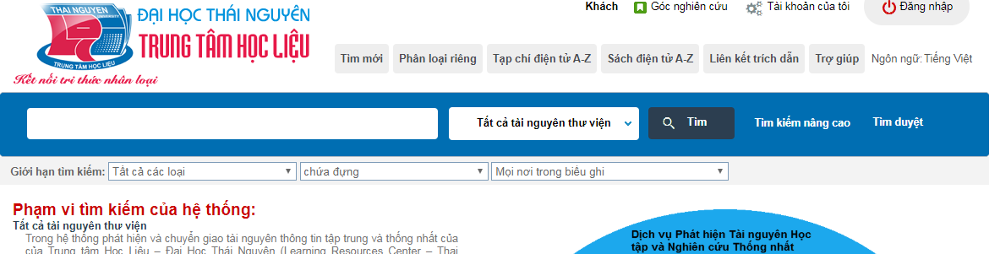 THAI NGUYEN
UNIVERSITY
TRUNG TÂM HỌC LIỆU
ĐẠI HỌC THÁI NGUYÊN
TRUNG TÂM HỌC LIỆU
Kết nối tri thức nhân loại
Khách Góc nghiên cứu Tài khoản của tôi Đăng nhập
Tìm mới Phân loại riêng Tạp chí điện tử A-Z Sách điện tử A-Z Liên kết trích dẫn Trợ giúp Ngôn ngữ: Tiếng Việt
Tất cả tài nguyên thư viện Tìm Tìm kiếm nâng cao Tìm duyệt
Giới hạn tìm kiếm: Tất cả các loại chứa đựng Mọi nơi trong biểu ghi
Phạm vi tìm kiếm của hệ thống:
Tất cả tài nguyên thư viện
Trong hệ thống phát hiện và chuyển giao tài nguyên thông tin tập trung và thống nhất của
của Trung tâm Học Liệu – Đại Học Thái Nguyên (Learning Resources Center – Thai
Dịch vụ Phát hiện Tài nguyên Học
tập và Nghiên cứu Thống nhất